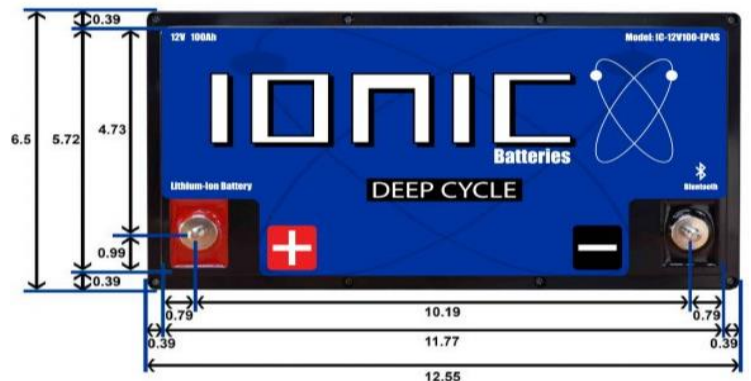 0.39
12V 100Ah
Model: IC-12V100-EP4S
6.5
5.72
4.73
IONIC
Batteries
Lithium-Ion Battery
DEEP CYCLE
Bluetooth
0.99
+
−
0.39
0.79
10.19
0.79
0.39
11.77
0.39
12.55